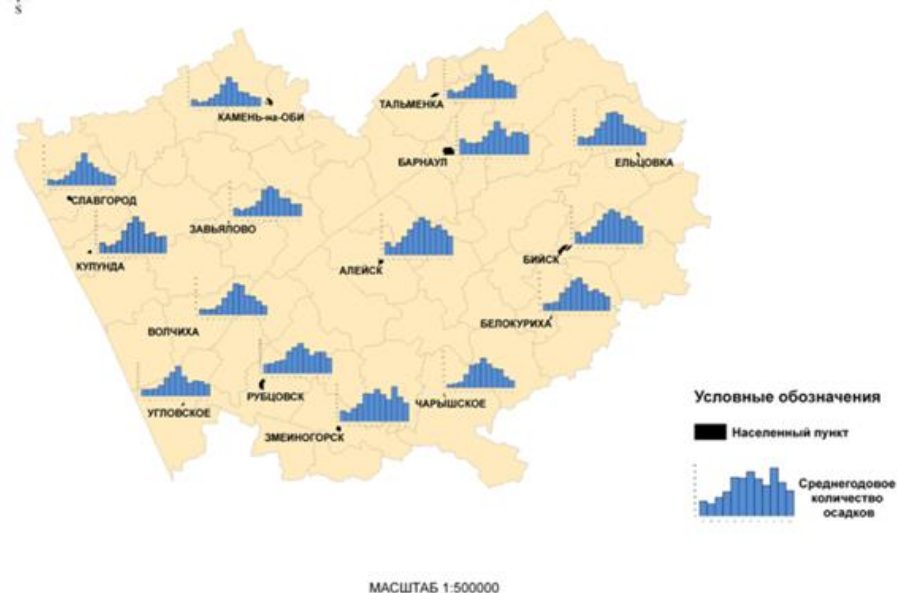 S
ТАЛЬМЕНКА
КАМЕНЬ-на-ОБИ
БАРНАУЛ
ЕЛЬЦОВКА
СЛАВГОРОД
ЗАВЬЯЛОВО
КУЛУНДА
АЛЕЙСК
БИЙСК
БЕЛОКУРИХА
ВОЛЧИХА
РУБЦОВСК
ЧАРЫШСКОЕ
УГЛОВСКОЕ
ЗМЕИНОГОРСК
Условные обозначения
Населенный пункт
Среднегодовое
количество
осадков
МАСШТАБ 1:500000